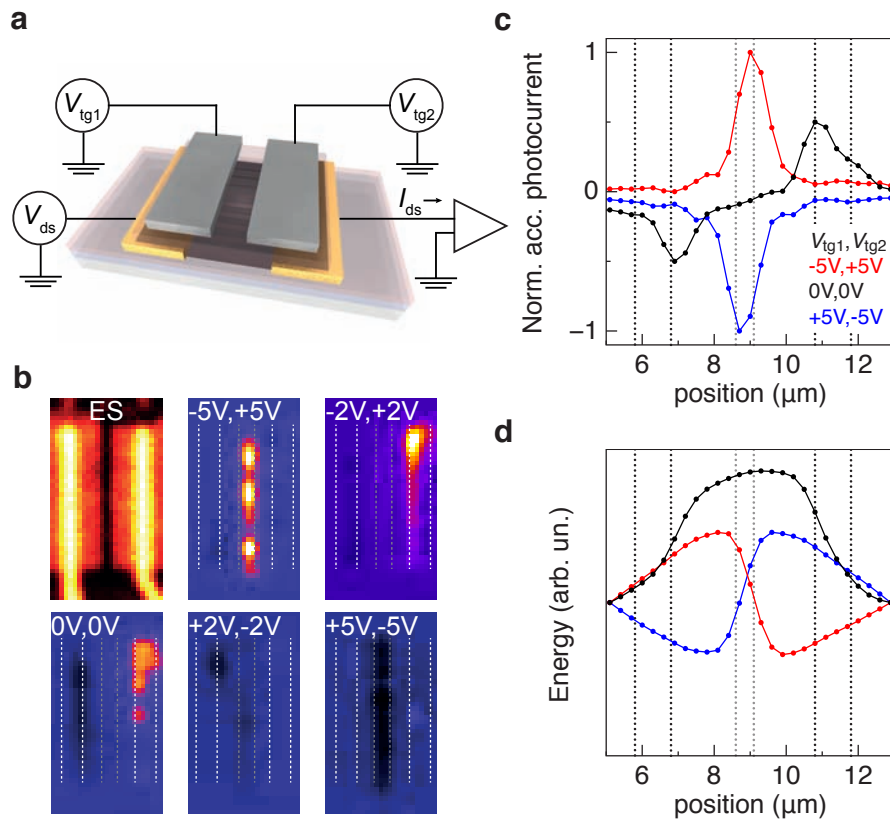 a
V_tg1
V_tg2
V_ds
I_ds
b
ES
-5V,+5V
-2V,+2V
0V,0V
+2V,-2V
+5V,-5V
c
Norm. acc. photocurrent
1
0
−1
V_tg1,V_tg2
-5V,+5V
0V,0V
+5V,-5V
6 8 10 12
position (μm)
d
Energy (arb. un.)
6 8 10 12
position (μm)